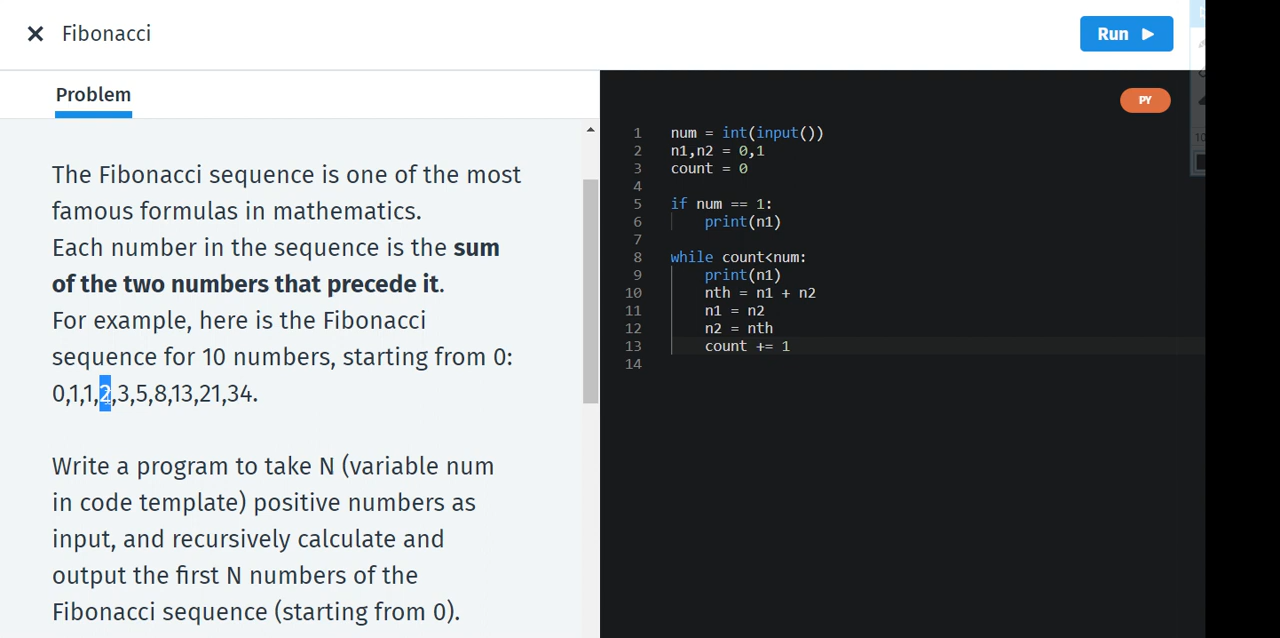 Fibonacci
Run
Problem
PY
The Fibonacci sequence is one of the most
famous formulas in mathematics.
Each number in the sequence is the sum
of the two numbers that precede it.
For example, here is the Fibonacci
sequence for 10 numbers, starting from 0:
0,1,1,2,3,5,8,13,21,34.
Write a program to take N (variable num
in code template) positive numbers as
input, and recursively calculate and
output the first N numbers of the
Fibonacci sequence (starting from 0).
1 num = int(input())
2 n1,n2 = 0,1
3 count = 0
4
5 if num == 1:
6 print(n1)
7
8 while count<num:
9 print(n1)
10 nth = n1 + n2
11 n1 = n2
12 n2 = nth
13 count += 1
14